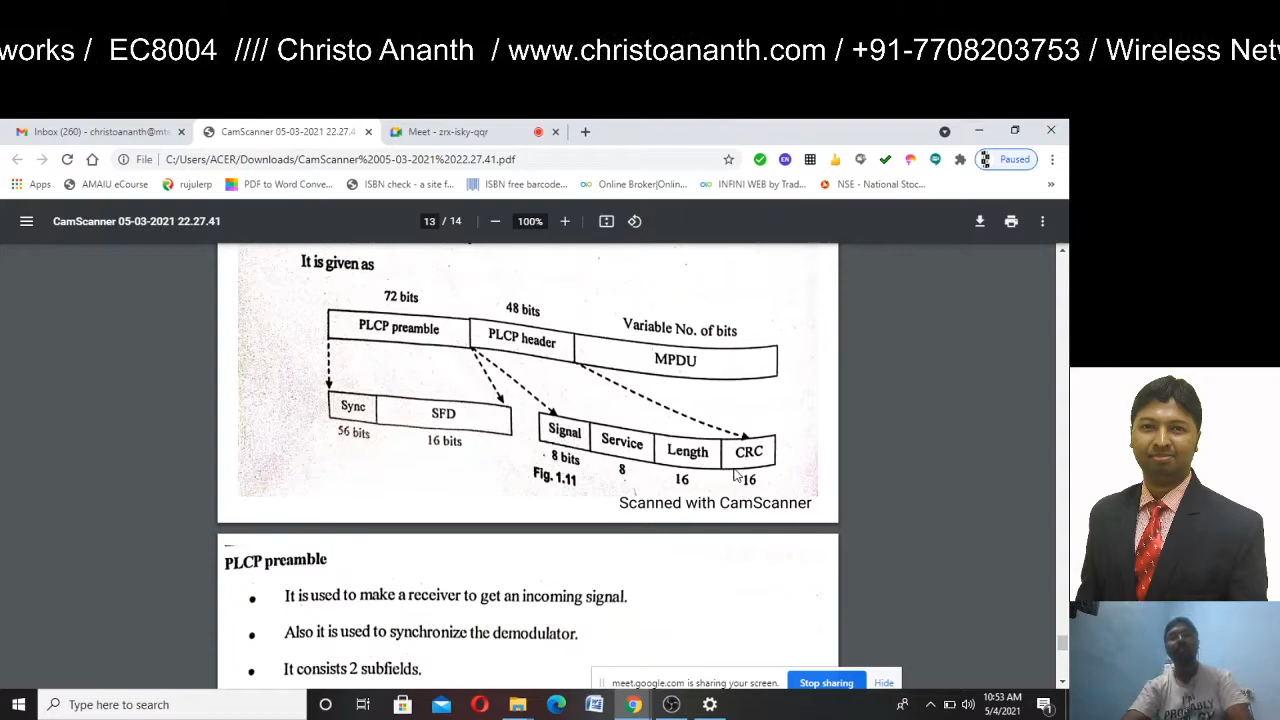 works / EC8004 //// Christo Ananth / www.christoananth.com / +91-7708203753 / Wireless Net
Inbox (260) - christoananth@mt
CamScanner 05-03-2021 22.27.4
Meet - zrx-isky-qqr
File
C:/Users/ACER/Downloads/CamScanner%2005-03-2021%2022.27.41.pdf
EN
Paused
Apps
AMAIU eCourse
rujulerp
PDF to Word Conve...
ISBN check - a site f...
ISBN free barcode...
Online Broker|Onlin...
INFINI WEB by Trad...
NSE - National Stoc...
»
CamScanner 05-03-2021 22.27.41
13 / 14
100%
It is given as
72 bits
48 bits
Variable No. of bits
PLCP preamble
PLCP header
MPDU
Sync
SFD
56 bits
16 bits
Signal
Service
Length
CRC
8 bits
8
16
16
Fig. 1.11
Scanned with CamScanner
PLCP preamble
• It is used to make a receiver to get an incoming signal.
• Also it is used to synchronize the demodulator.
• It consists 2 subfields.
meet.google.com is sharing your screen.
Stop sharing
Hide
Type here to search
10:53 AM
5/4/2021
1